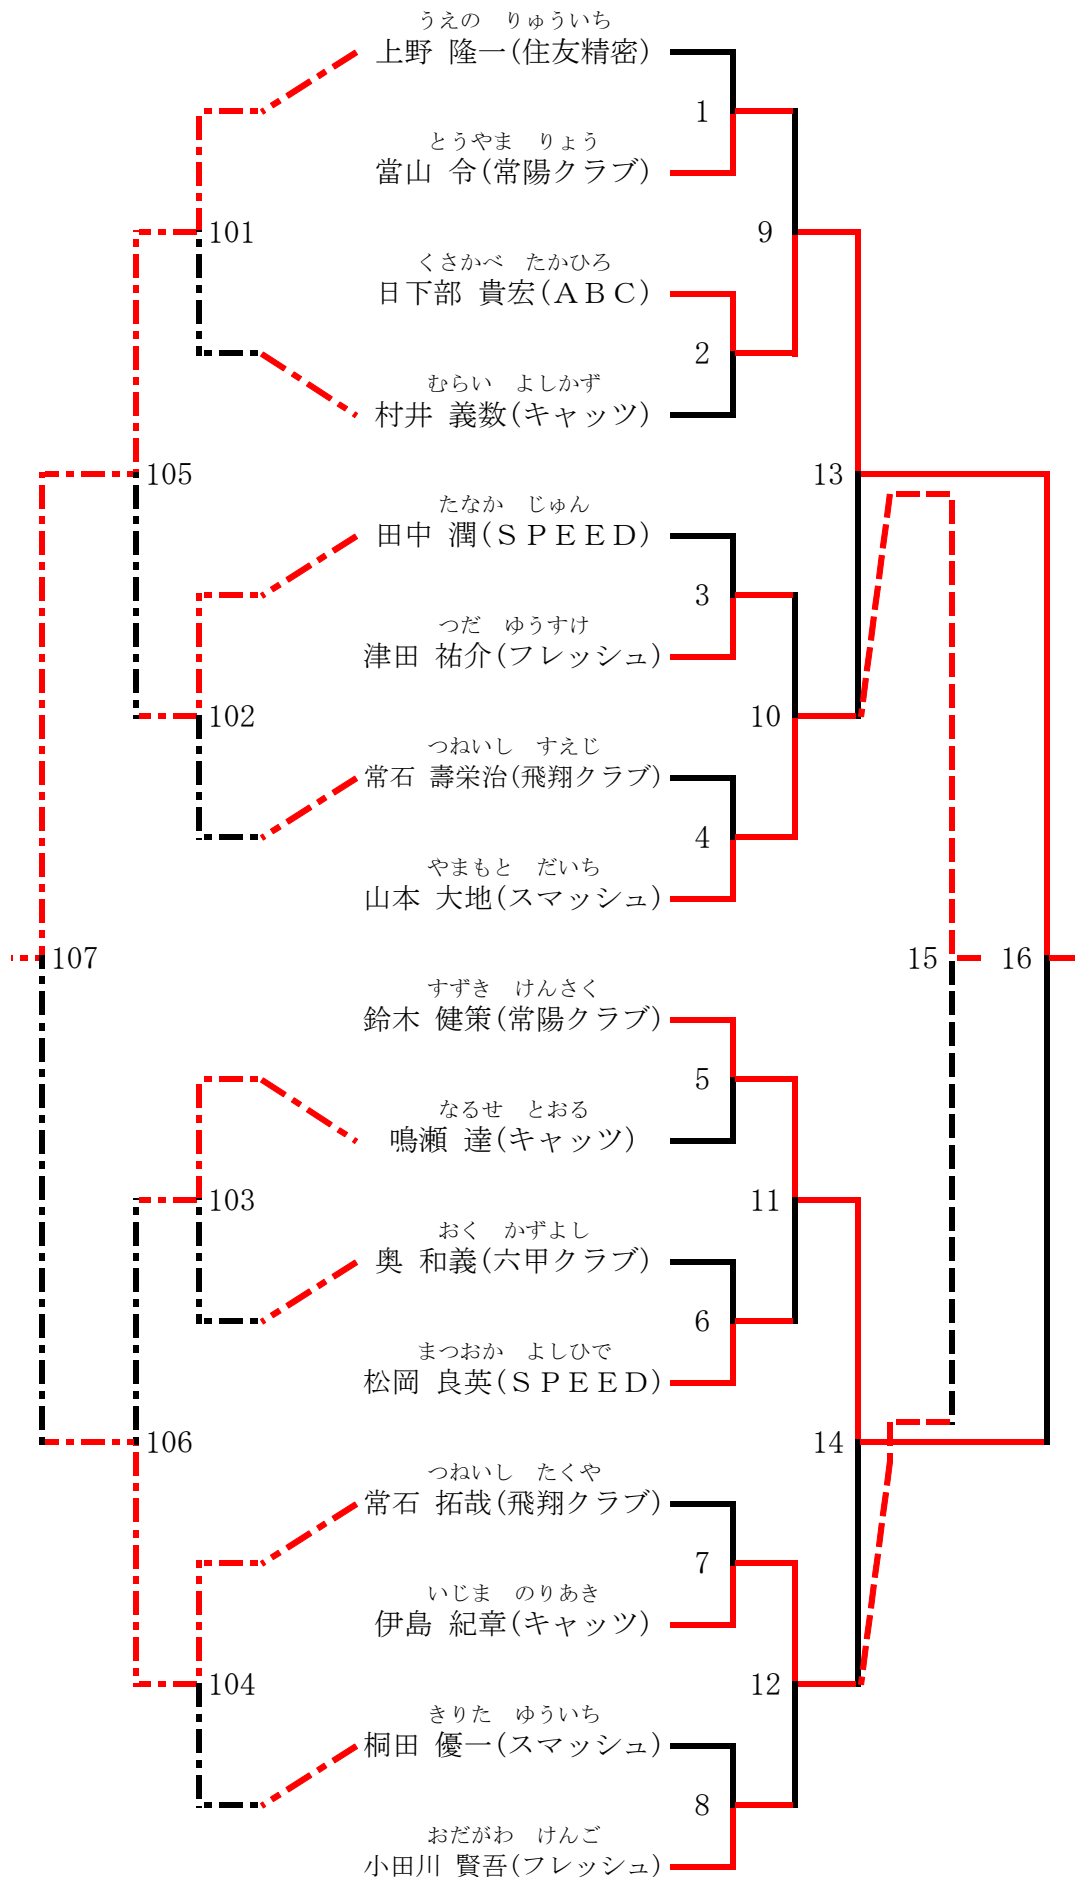 うえの　りゅういち
上野 隆一(住友精密)
1
とうやま　りょう
當山 令(常陽クラブ)
101
9
くさかべ　たかひろ
日下部 貴宏(ＡＢＣ)
2
むらい　よしかず
村井 義数(キャッツ)
105
13
たなか　じゅん
田中 潤(ＳＰＥＥＤ)
3
つだ　ゆうすけ
津田 祐介(フレッシュ)
102
10
つねいし　すえじ
常石 壽栄治(飛翔クラブ)
4
やまもと　だいち
山本 大地(スマッシュ)
107
15
16
すずき　けんさく
鈴木 健策(常陽クラブ)
5
なるせ　とおる
鳴瀬 達(キャッツ)
103
11
おく　かずよし
奥 和義(六甲クラブ)
6
まつおか　よしひで
松岡 良英(ＳＰＥＥＤ)
106
14
つねいし　たくや
常石 拓哉(飛翔クラブ)
7
いじま　のりあき
伊島 紀章(キャッツ)
104
12
きりた　ゆういち
桐田 優一(スマッシュ)
8
おだがわ　けんご
小田川 賢吾(フレッシュ)